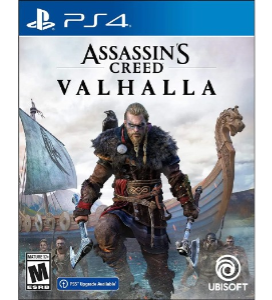 PS4
ASSASSIN'S
CREED
VALHALLA
MATURE 17+
M
ESRB
PS5 Upgrade Available!
UBISOFT